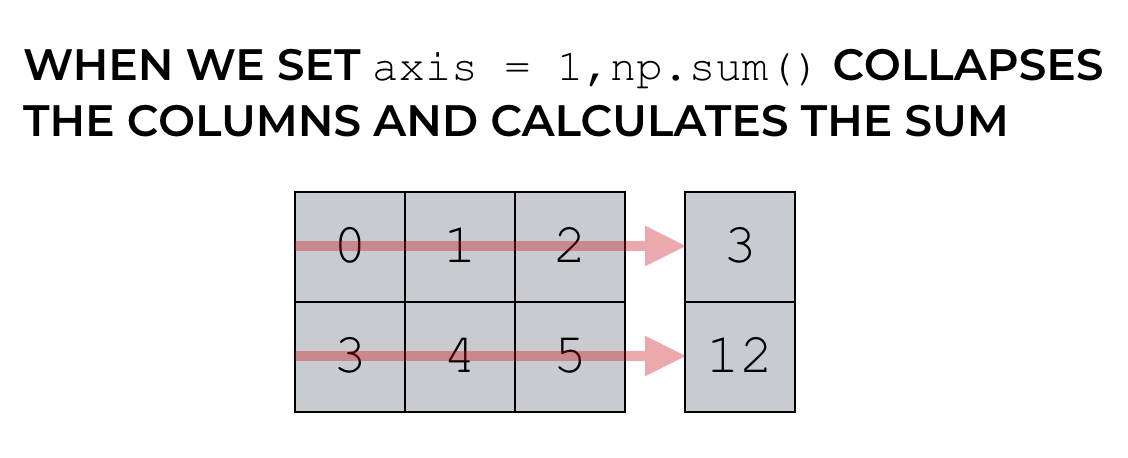 WHEN WE SET axis = 1,np.sum() COLLAPSES
THE COLUMNS AND CALCULATES THE SUM
0 1 2 3
3 4 5 12